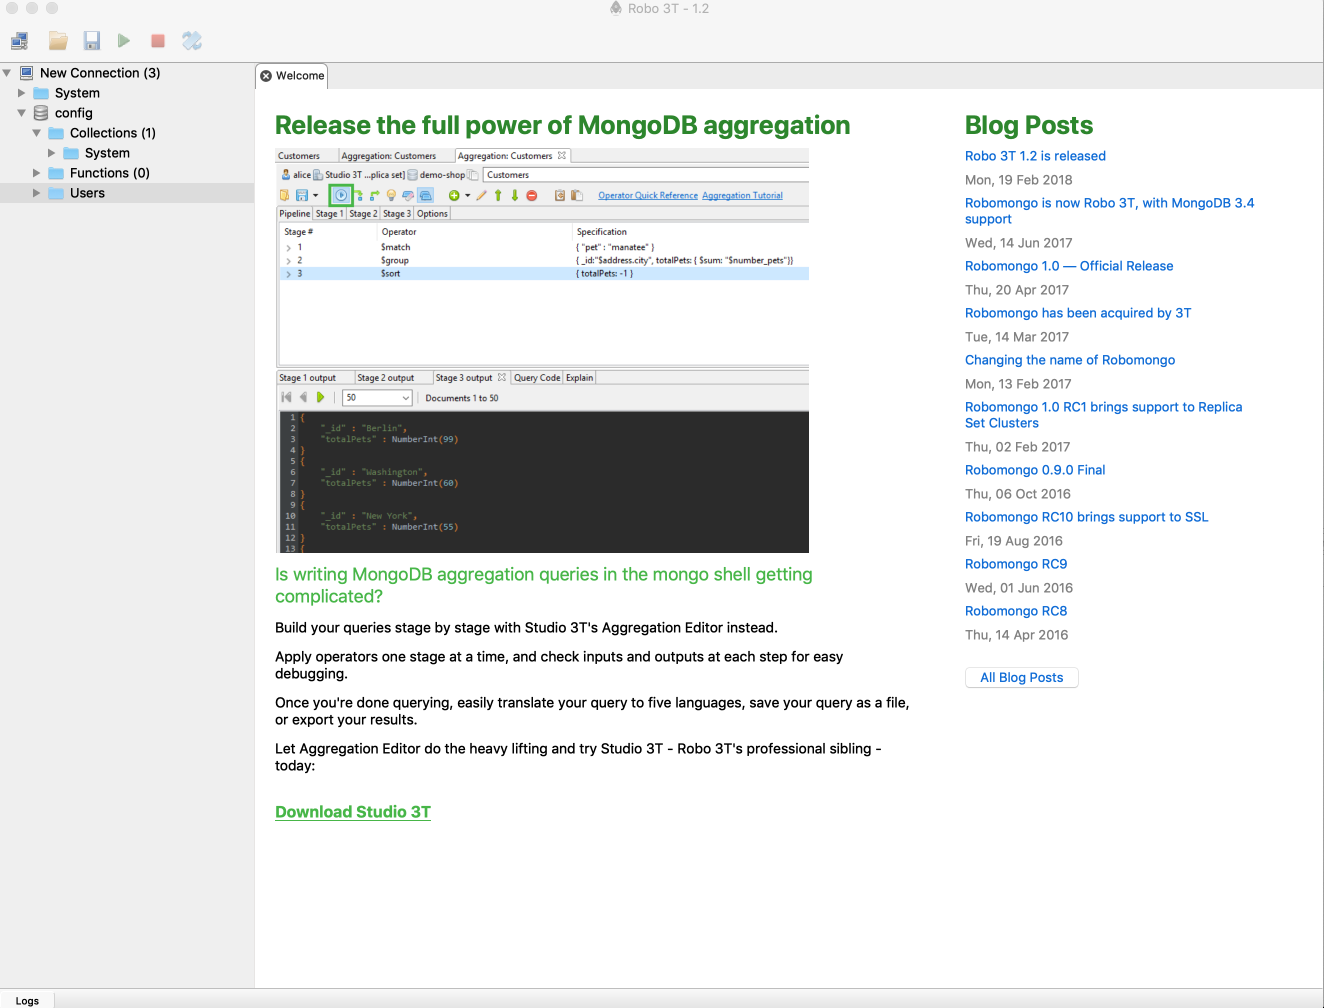 Robo 3T - 1.2
New Connection (3)
System
config
Collections (1)
System
Functions (0)
Users
Welcome
Release the full power of MongoDB aggregation
Customers
Aggregation: Customers
Aggregation: Customers
alice
Studio 3T ...plica set]
demo-shop
Customers
Operator Quick Reference
Aggregation Tutorial
Pipeline
Stage 1
Stage 2
Stage 3
Options
Stage #
Operator
Specification
1
$match
{ "pet" : "manatee" }
2
$group
{ _id:"$address.city", totalPets: { $sum: "$number_pets"}}
3
$sort
{ totalPets: -1 }
Stage 1 output
Stage 2 output
Stage 3 output
Query Code
Explain
50
Documents 1 to 50
1 {
2 "_id" : "Berlin",
3 "totalPets" : NumberInt(99)
4 }
5 {
6 "_id" : "Washington",
7 "totalPets" : NumberInt(60)
8 }
9 {
10 "_id" : "New York",
11 "totalPets" : NumberInt(55)
12 }
13 {
Is writing MongoDB aggregation queries in the mongo shell getting
complicated?
Build your queries stage by stage with Studio 3T's Aggregation Editor instead.
Apply operators one stage at a time, and check inputs and outputs at each step for easy
debugging.
Once you're done querying, easily translate your query to five languages, save your query as a file,
or export your results.
Let Aggregation Editor do the heavy lifting and try Studio 3T - Robo 3T's professional sibling -
today:
Download Studio 3T
Blog Posts
Robo 3T 1.2 is released
Mon, 19 Feb 2018
Robomongo is now Robo 3T, with MongoDB 3.4
support
Wed, 14 Jun 2017
Robomongo 1.0 — Official Release
Thu, 20 Apr 2017
Robomongo has been acquired by 3T
Tue, 14 Mar 2017
Changing the name of Robomongo
Mon, 13 Feb 2017
Robomongo 1.0 RC1 brings support to Replica
Set Clusters
Thu, 02 Feb 2017
Robomongo 0.9.0 Final
Thu, 06 Oct 2016
Robomongo RC10 brings support to SSL
Fri, 19 Aug 2016
Robomongo RC9
Wed, 01 Jun 2016
Robomongo RC8
Thu, 14 Apr 2016
All Blog Posts
Logs